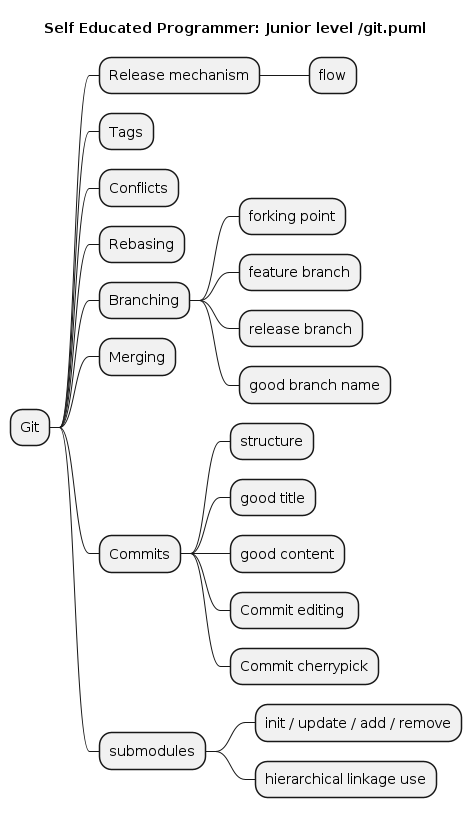 Self Educated Programmer: Junior level /git.puml
Release mechanism
flow
Tags
Conflicts
Rebasing
Branching
forking point
feature branch
release branch
good branch name
Merging
Git
Commits
structure
good title
good content
Commit editing
Commit cherrypick
submodules
init / update / add / remove
hierarchical linkage use